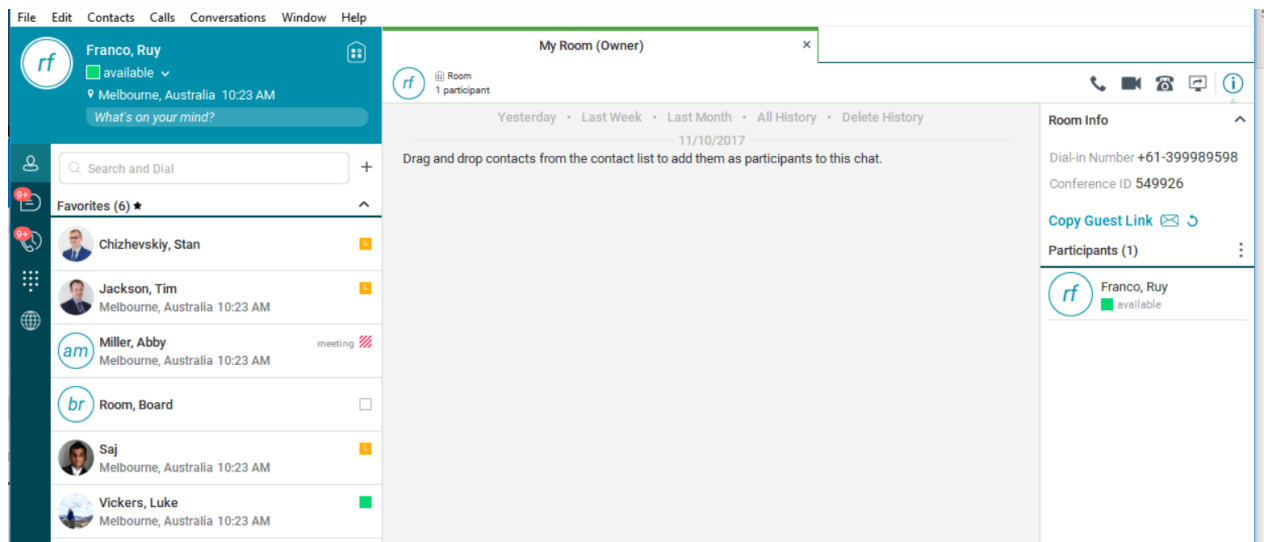 File Edit Contacts Calls Conversations Window Help
rf
Franco, Ruy
available
Melbourne, Australia 10:23 AM
What's on your mind?
9+
9+
Search and Dial +
Favorites (6)
Chizhevskiy, Stan
Jackson, Tim
Melbourne, Australia 10:23 AM
am
Miller, Abby
meeting
Melbourne, Australia 10:23 AM
br
Room, Board
Saj
Melbourne, Australia 10:23 AM
Vickers, Luke
Melbourne, Australia 10:23 AM
My Room (Owner) ×
rf
Room
1 participant
Yesterday • Last Week • Last Month • All History • Delete History
11/10/2017
Drag and drop contacts from the contact list to add them as participants to this chat.
Room Info
Dial-in Number +61-399989598
Conference ID 549926
Copy Guest Link
Participants (1)
rf
Franco, Ruy
available